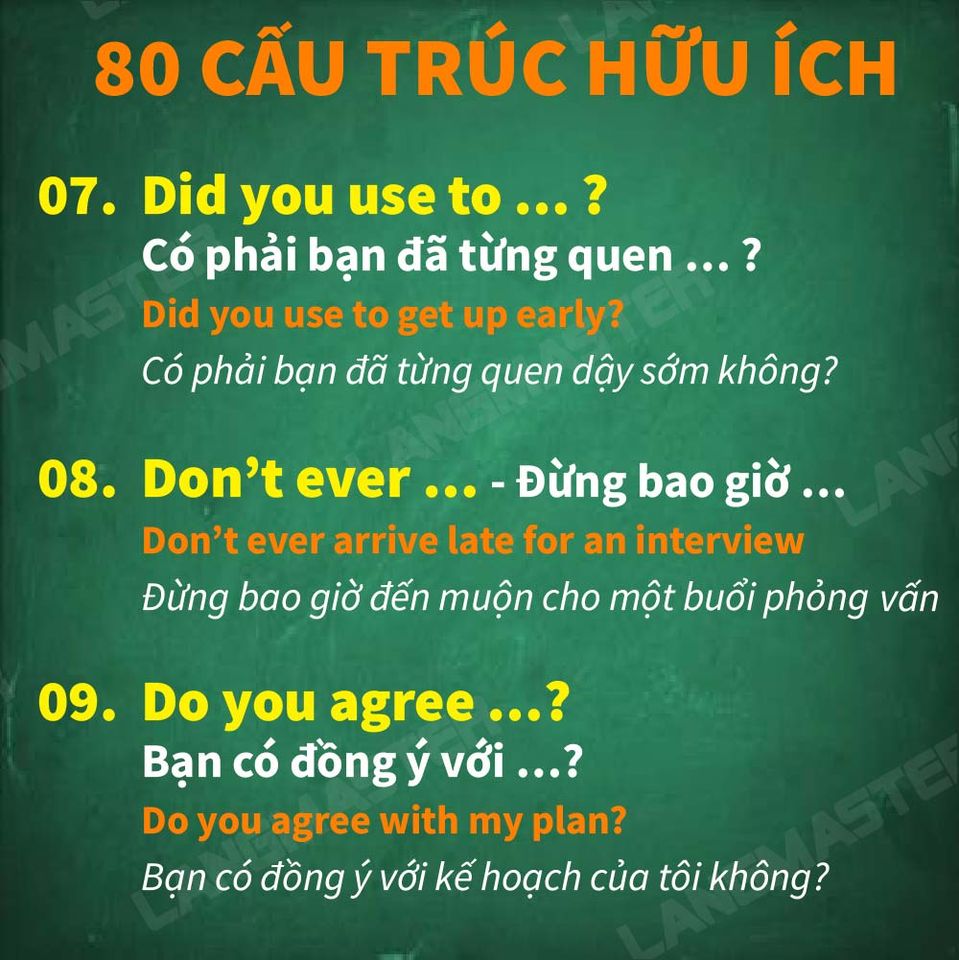 80 CẤU TRÚC HỮU ÍCH
07. Did you use to ... ?
Có phải bạn đã từng quen ... ?
Did you use to get up early?
Có phải bạn đã từng quen dậy sớm không?
08. Don’t ever ... - Đừng bao giờ ...
Don’t ever arrive late for an interview
Đừng bao giờ đến muộn cho một buổi phỏng vấn
09. Do you agree ...?
Bạn có đồng ý với ...?
Do you agree with my plan?
Bạn có đồng ý với kế hoạch của tôi không?
LANGMASTER
LANGMASTER
LANGMASTER
LANGMASTER